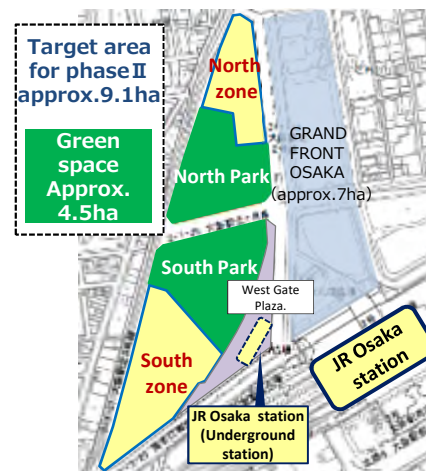 Target area
for phaseⅡ
approx.9.1ha
Green
space
Approx.
4.5ha
North
zone
North Park
GRAND
FRONT
OSAKA
(approx.7ha)
South Park
West Gate
Plaza.
South
zone
JR Osaka
station
JR Osaka station
(Underground
station)